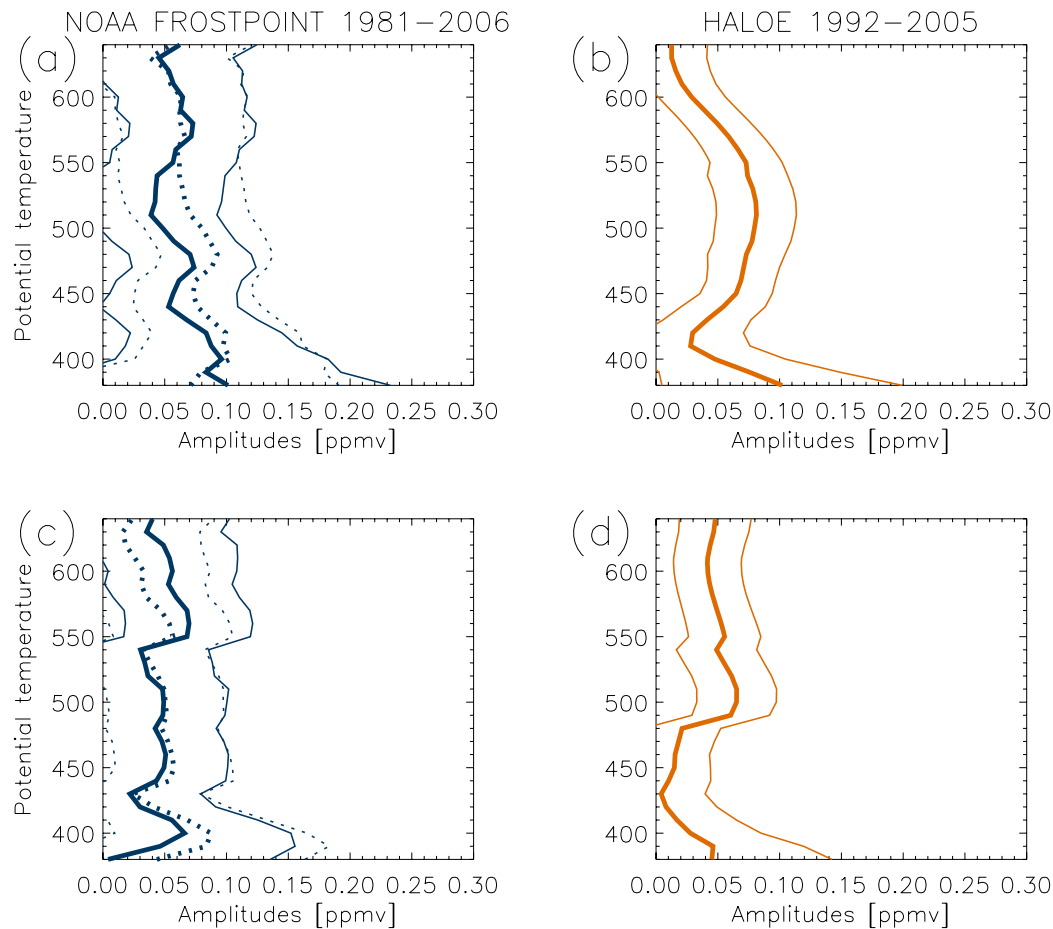 NOAA FROSTPOINT 1981−2006
HALOE 1992−2005
(a)
Potential temperature
600
550
500
450
400
0.00 0.05 0.10 0.15 0.20 0.25 0.30
Amplitudes [ppmv]
(b)
600
550
500
450
400
0.00 0.05 0.10 0.15 0.20 0.25 0.30
Amplitudes [ppmv]
(c)
Potential temperature
600
550
500
450
400
0.00 0.05 0.10 0.15 0.20 0.25 0.30
Amplitudes [ppmv]
(d)
600
550
500
450
400
0.00 0.05 0.10 0.15 0.20 0.25 0.30
Amplitudes [ppmv]